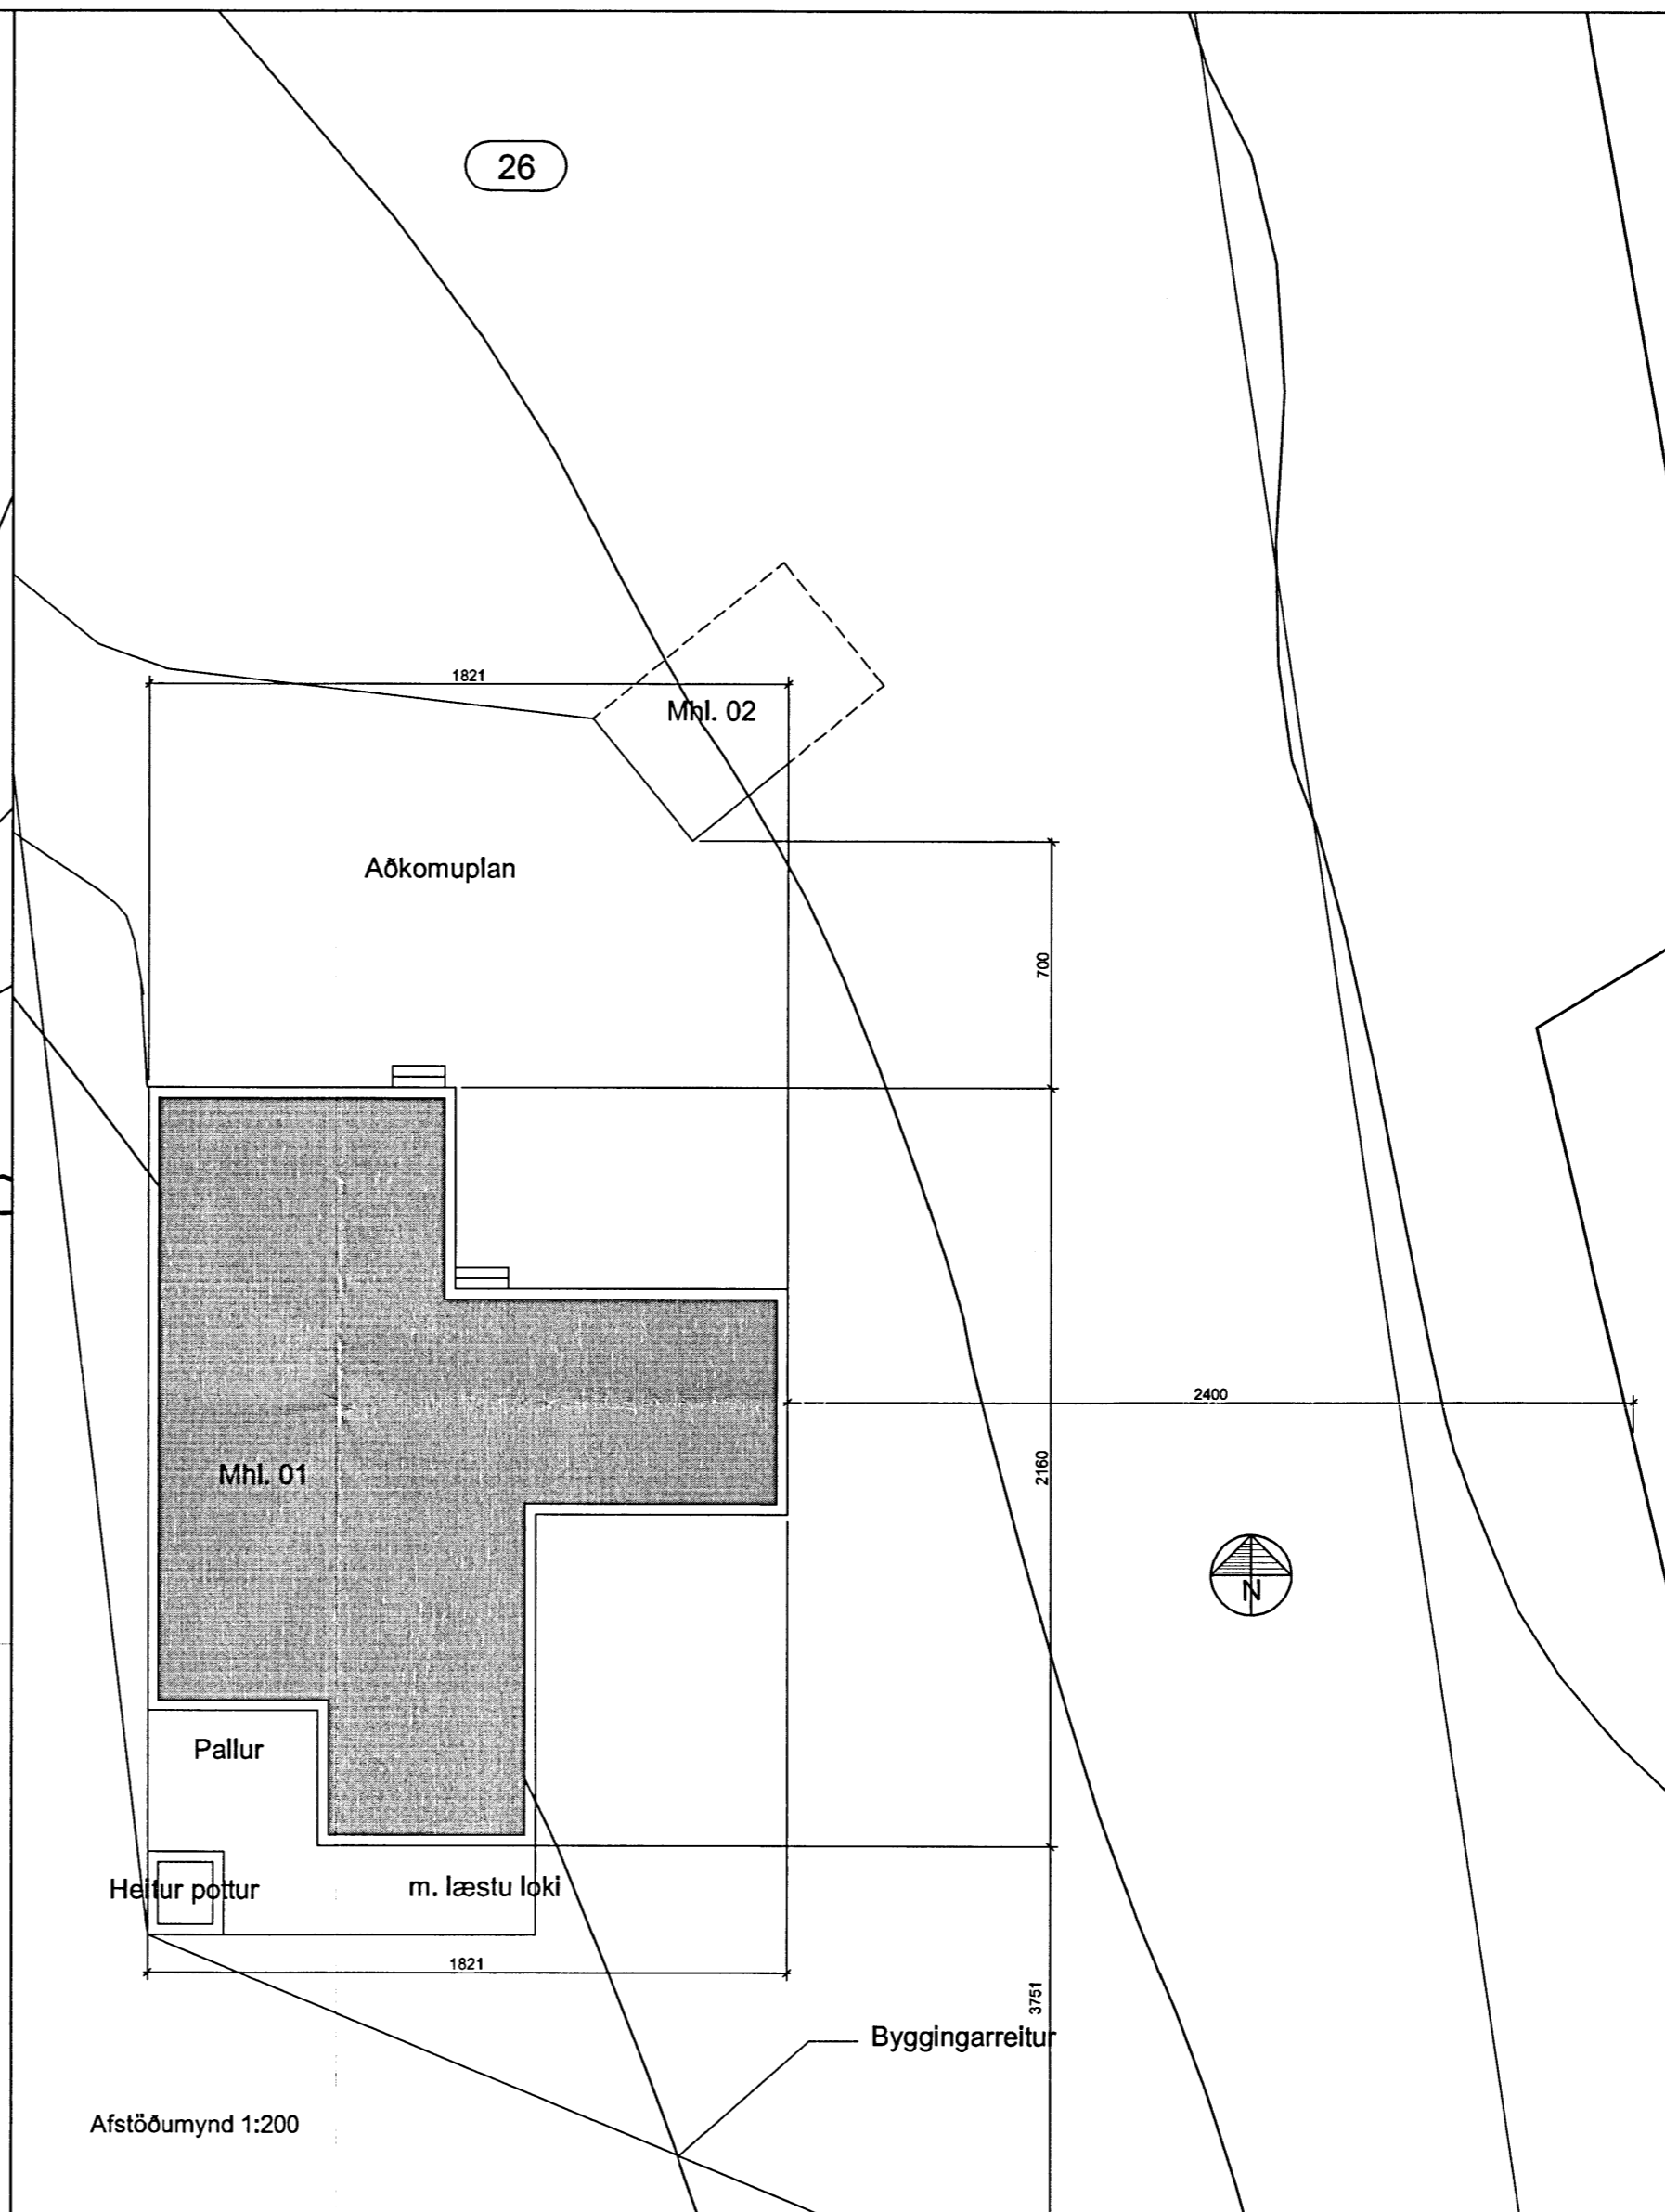 26
1821
Mhl. 02
Aðkomuplan
700
2400
2160
Mhl. 01
N
Pallur
Heitur pottur
m. læstu loki
1821
3751
Byggingarreitur
Afstöðumynd 1:200